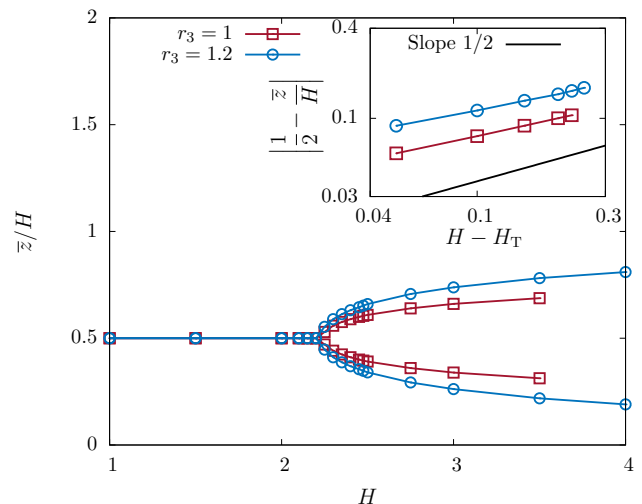 r₃ = 1
r₃ = 1.2
Slope 1/2
0.4
0.1
0.03
0.04
0.1
0.3
|1/2 − z̅/H|
H − H_T
2
1.5
1
0.5
0
z̅/H
1
2
3
4
H